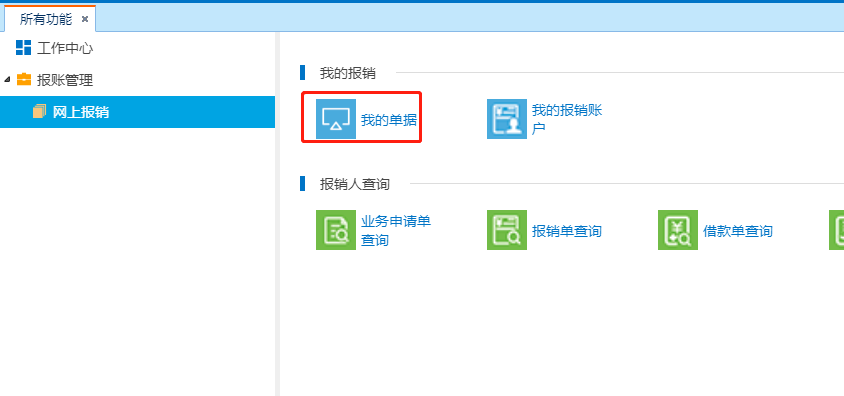 所有功能 ×
工作中心
报账管理
网上报销
我的报销
我的单据
我的报销账
户
报销人查询
业务申请单
查询
报销单查询
借款单查询